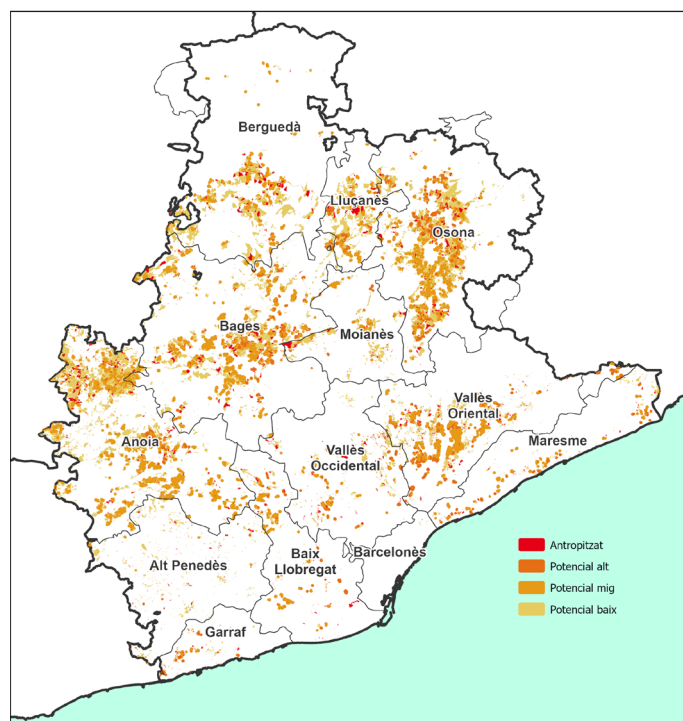 Berguedà
Lluçanès
Osona
Bages
Moianès
Vallès
Oriental
Anoia
Vallès
Occidental
Maresme
Baix
Llobregat
Barcelonès
Alt Penedès
Garraf
Antropitzat
Potencial alt
Potencial mig
Potencial baix